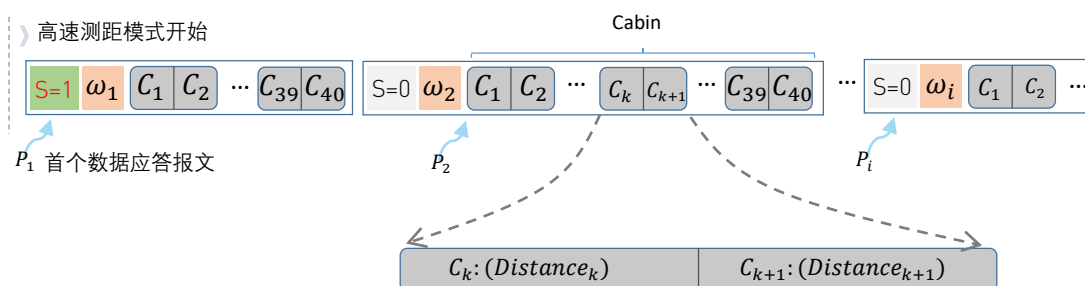 高速测距模式开始
Cabin
S=1 ω₁ C₁ C₂ ··· C₃₉ C₄₀ S=0 ω₂ C₁ C₂ ··· Cₖ Cₖ₊₁ ··· C₃₉ C₄₀ ··· S=0 ωᵢ C₁ C₂ ···
P₁ 首个数据应答报文 P₂ Pᵢ
Cₖ: (Distanceₖ) Cₖ₊₁: (Distanceₖ₊₁)